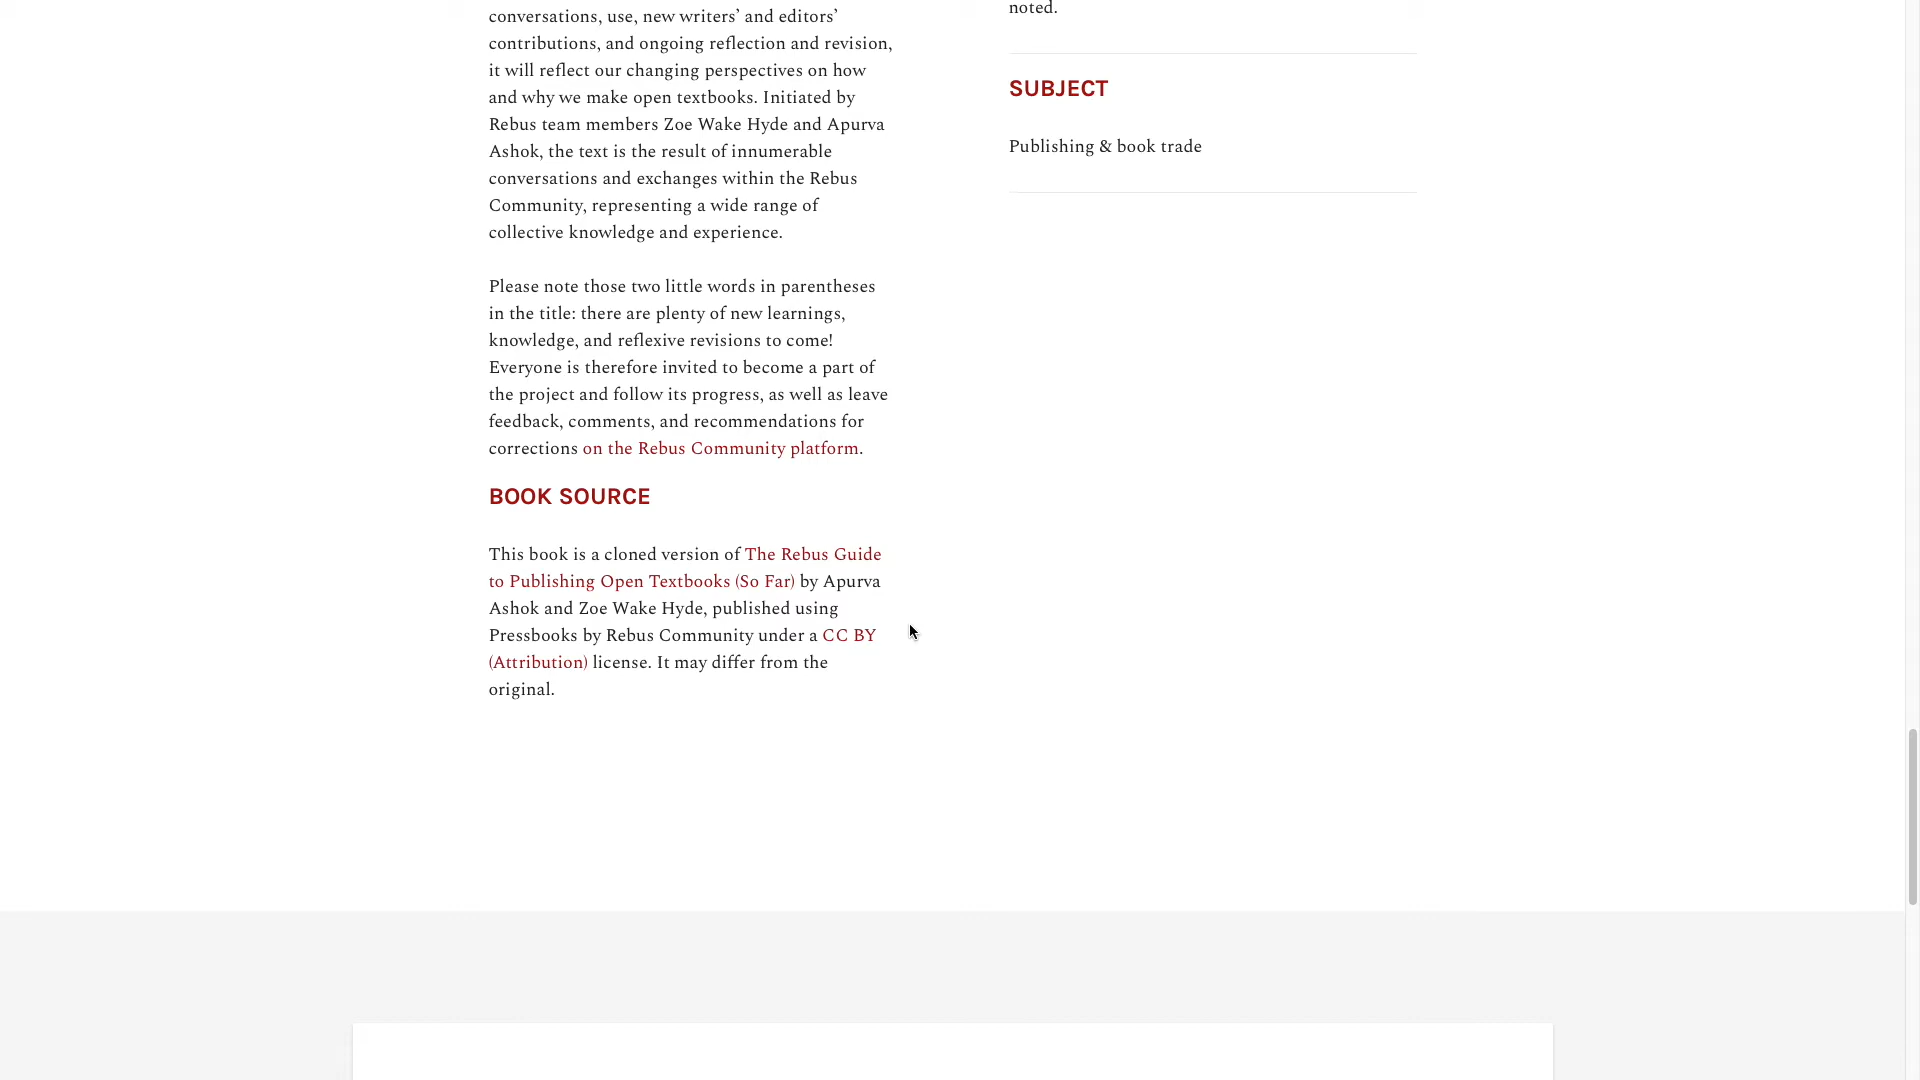 conversations, use, new writers’ and editors’
contributions, and ongoing reflection and revision,
it will reflect our changing perspectives on how
and why we make open textbooks. Initiated by
Rebus team members Zoe Wake Hyde and Apurva
Ashok, the text is the result of innumerable
conversations and exchanges within the Rebus
Community, representing a wide range of
collective knowledge and experience.
Please note those two little words in parentheses
in the title: there are plenty of new learnings,
knowledge, and reflexive revisions to come!
Everyone is therefore invited to become a part of
the project and follow its progress, as well as leave
feedback, comments, and recommendations for
corrections on the Rebus Community platform.
BOOK SOURCE
This book is a cloned version of The Rebus Guide
to Publishing Open Textbooks (So Far) by Apurva
Ashok and Zoe Wake Hyde, published using
Pressbooks by Rebus Community under a CC BY
(Attribution) license. It may differ from the
original.
noted.
SUBJECT
Publishing & book trade